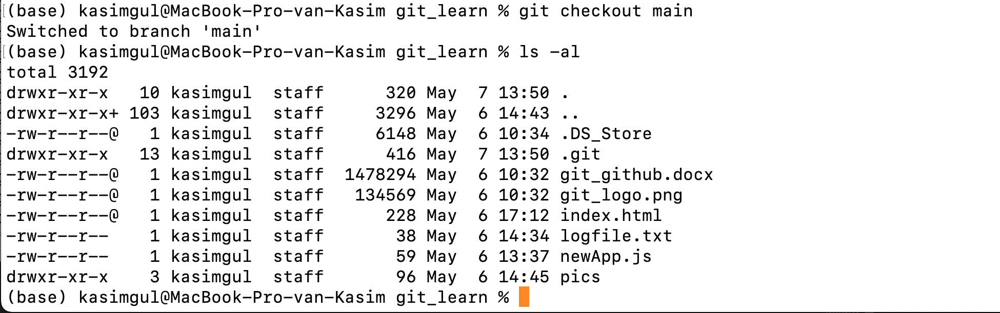 (base) kasimgul@MacBook-Pro-van-Kasim git_learn % git checkout main
Switched to branch 'main'
(base) kasimgul@MacBook-Pro-van-Kasim git_learn % ls -al
total 3192
drwxr-xr-x   10 kasimgul  staff      320 May  7 13:50 .
drwxr-xr-x+ 103 kasimgul  staff     3296 May  6 14:43 ..
-rw-r--r--@   1 kasimgul  staff     6148 May  6 10:34 .DS_Store
drwxr-xr-x   13 kasimgul  staff      416 May  7 13:50 .git
-rw-r--r--@   1 kasimgul  staff  1478294 May  6 10:32 git_github.docx
-rw-r--r--@   1 kasimgul  staff   134569 May  6 10:32 git_logo.png
-rw-r--r--@   1 kasimgul  staff      228 May  6 17:12 index.html
-rw-r--r--    1 kasimgul  staff       38 May  6 14:34 logfile.txt
-rw-r--r--    1 kasimgul  staff       59 May  6 13:37 newApp.js
drwxr-xr-x    3 kasimgul  staff       96 May  6 14:45 pics
(base) kasimgul@MacBook-Pro-van-Kasim git_learn %